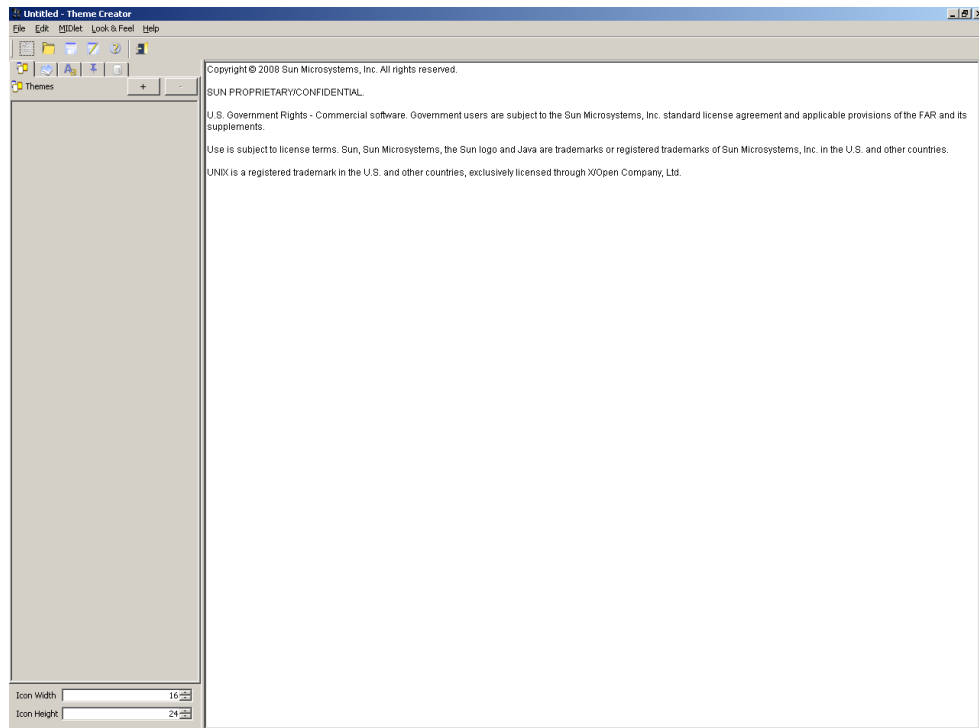 Untitled - Theme Creator
File Edit MIDlet Look & Feel Help
Themes + -
Copyright © 2008 Sun Microsystems, Inc. All rights reserved.
SUN PROPRIETARY/CONFIDENTIAL.
U.S. Government Rights - Commercial software. Government users are subject to the Sun Microsystems, Inc. standard license agreement and applicable provisions of the FAR and its
supplements.
Use is subject to license terms. Sun, Sun Microsystems, the Sun logo and Java are trademarks or registered trademarks of Sun Microsystems, Inc. in the U.S. and other countries.
UNIX is a registered trademark in the U.S. and other countries, exclusively licensed through X/Open Company, Ltd.
Icon Width 16
Icon Height 24